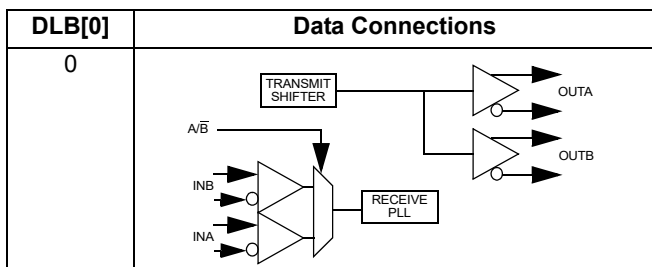 DLB[0] Data Connections
0
TRANSMIT
SHIFTER
OUTA
A/B̅
OUTB
INB
RECEIVE
PLL
INA